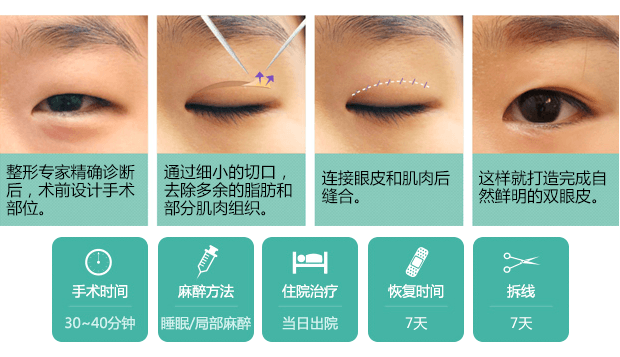 整形专家精确诊断
后，术前设计手术
部位。
通过细小的切口，
去除多余的脂肪和
部分肌肉组织。
连接眼皮和肌肉后
缝合。
这样就打造完成自
然鲜明的双眼皮。
手术时间
30~40分钟
麻醉方法
睡眠/局部麻醉
住院治疗
当日出院
恢复时间
7天
拆线
7天